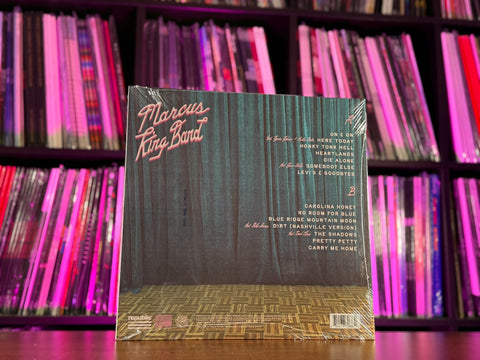 Marcus
King Band
A
ON & ON
HERE TODAY
HONKY TONK HELL
HEARTLANDS
DIE ALONE
SOMEBODY ELSE
LEVI'S & GOODBYES
B
CAROLINA HONEY
NO ROOM FOR BLUE
BLUE RIDGE MOUNTAIN MOON
DIRT (NASHVILLE VERSION)
THE SHADOWS
PRETTY PETTY
CARRY ME HOME
republic